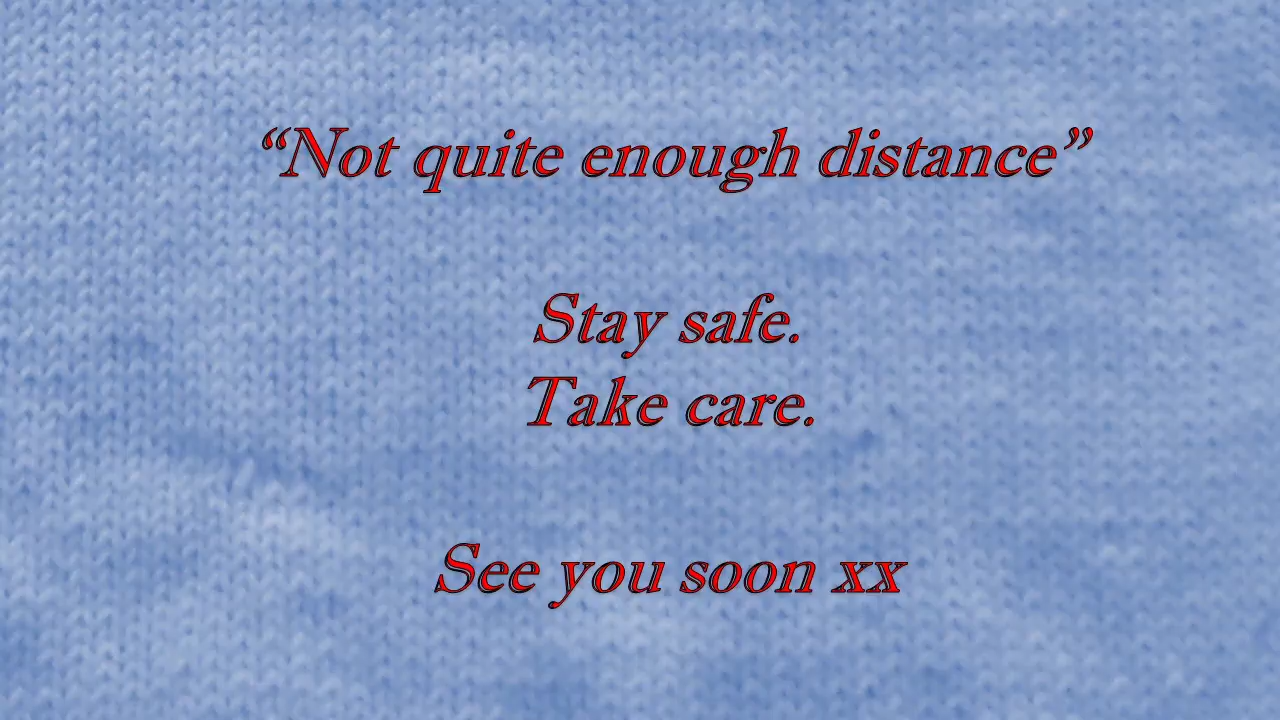 “Not quite enough distance”
Stay safe.
Take care.
See you soon xx